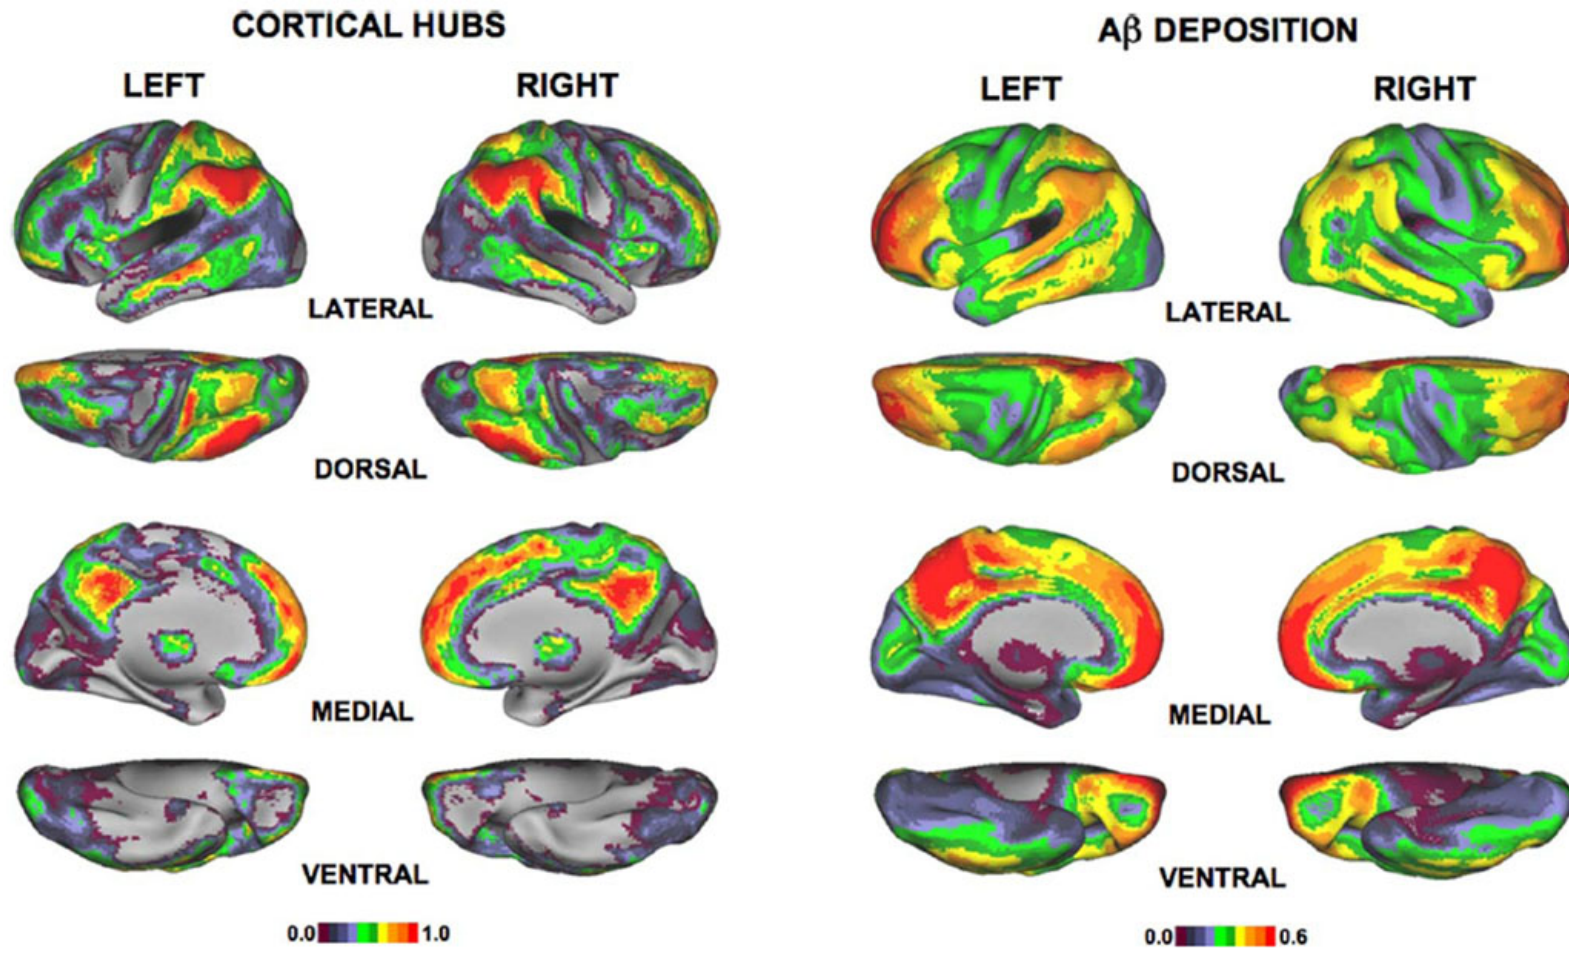 CORTICAL HUBS
LEFT RIGHT
LATERAL
DORSAL
MEDIAL
VENTRAL
0.0 1.0
Aβ DEPOSITION
LEFT RIGHT
LATERAL
DORSAL
MEDIAL
VENTRAL
0.0 0.6